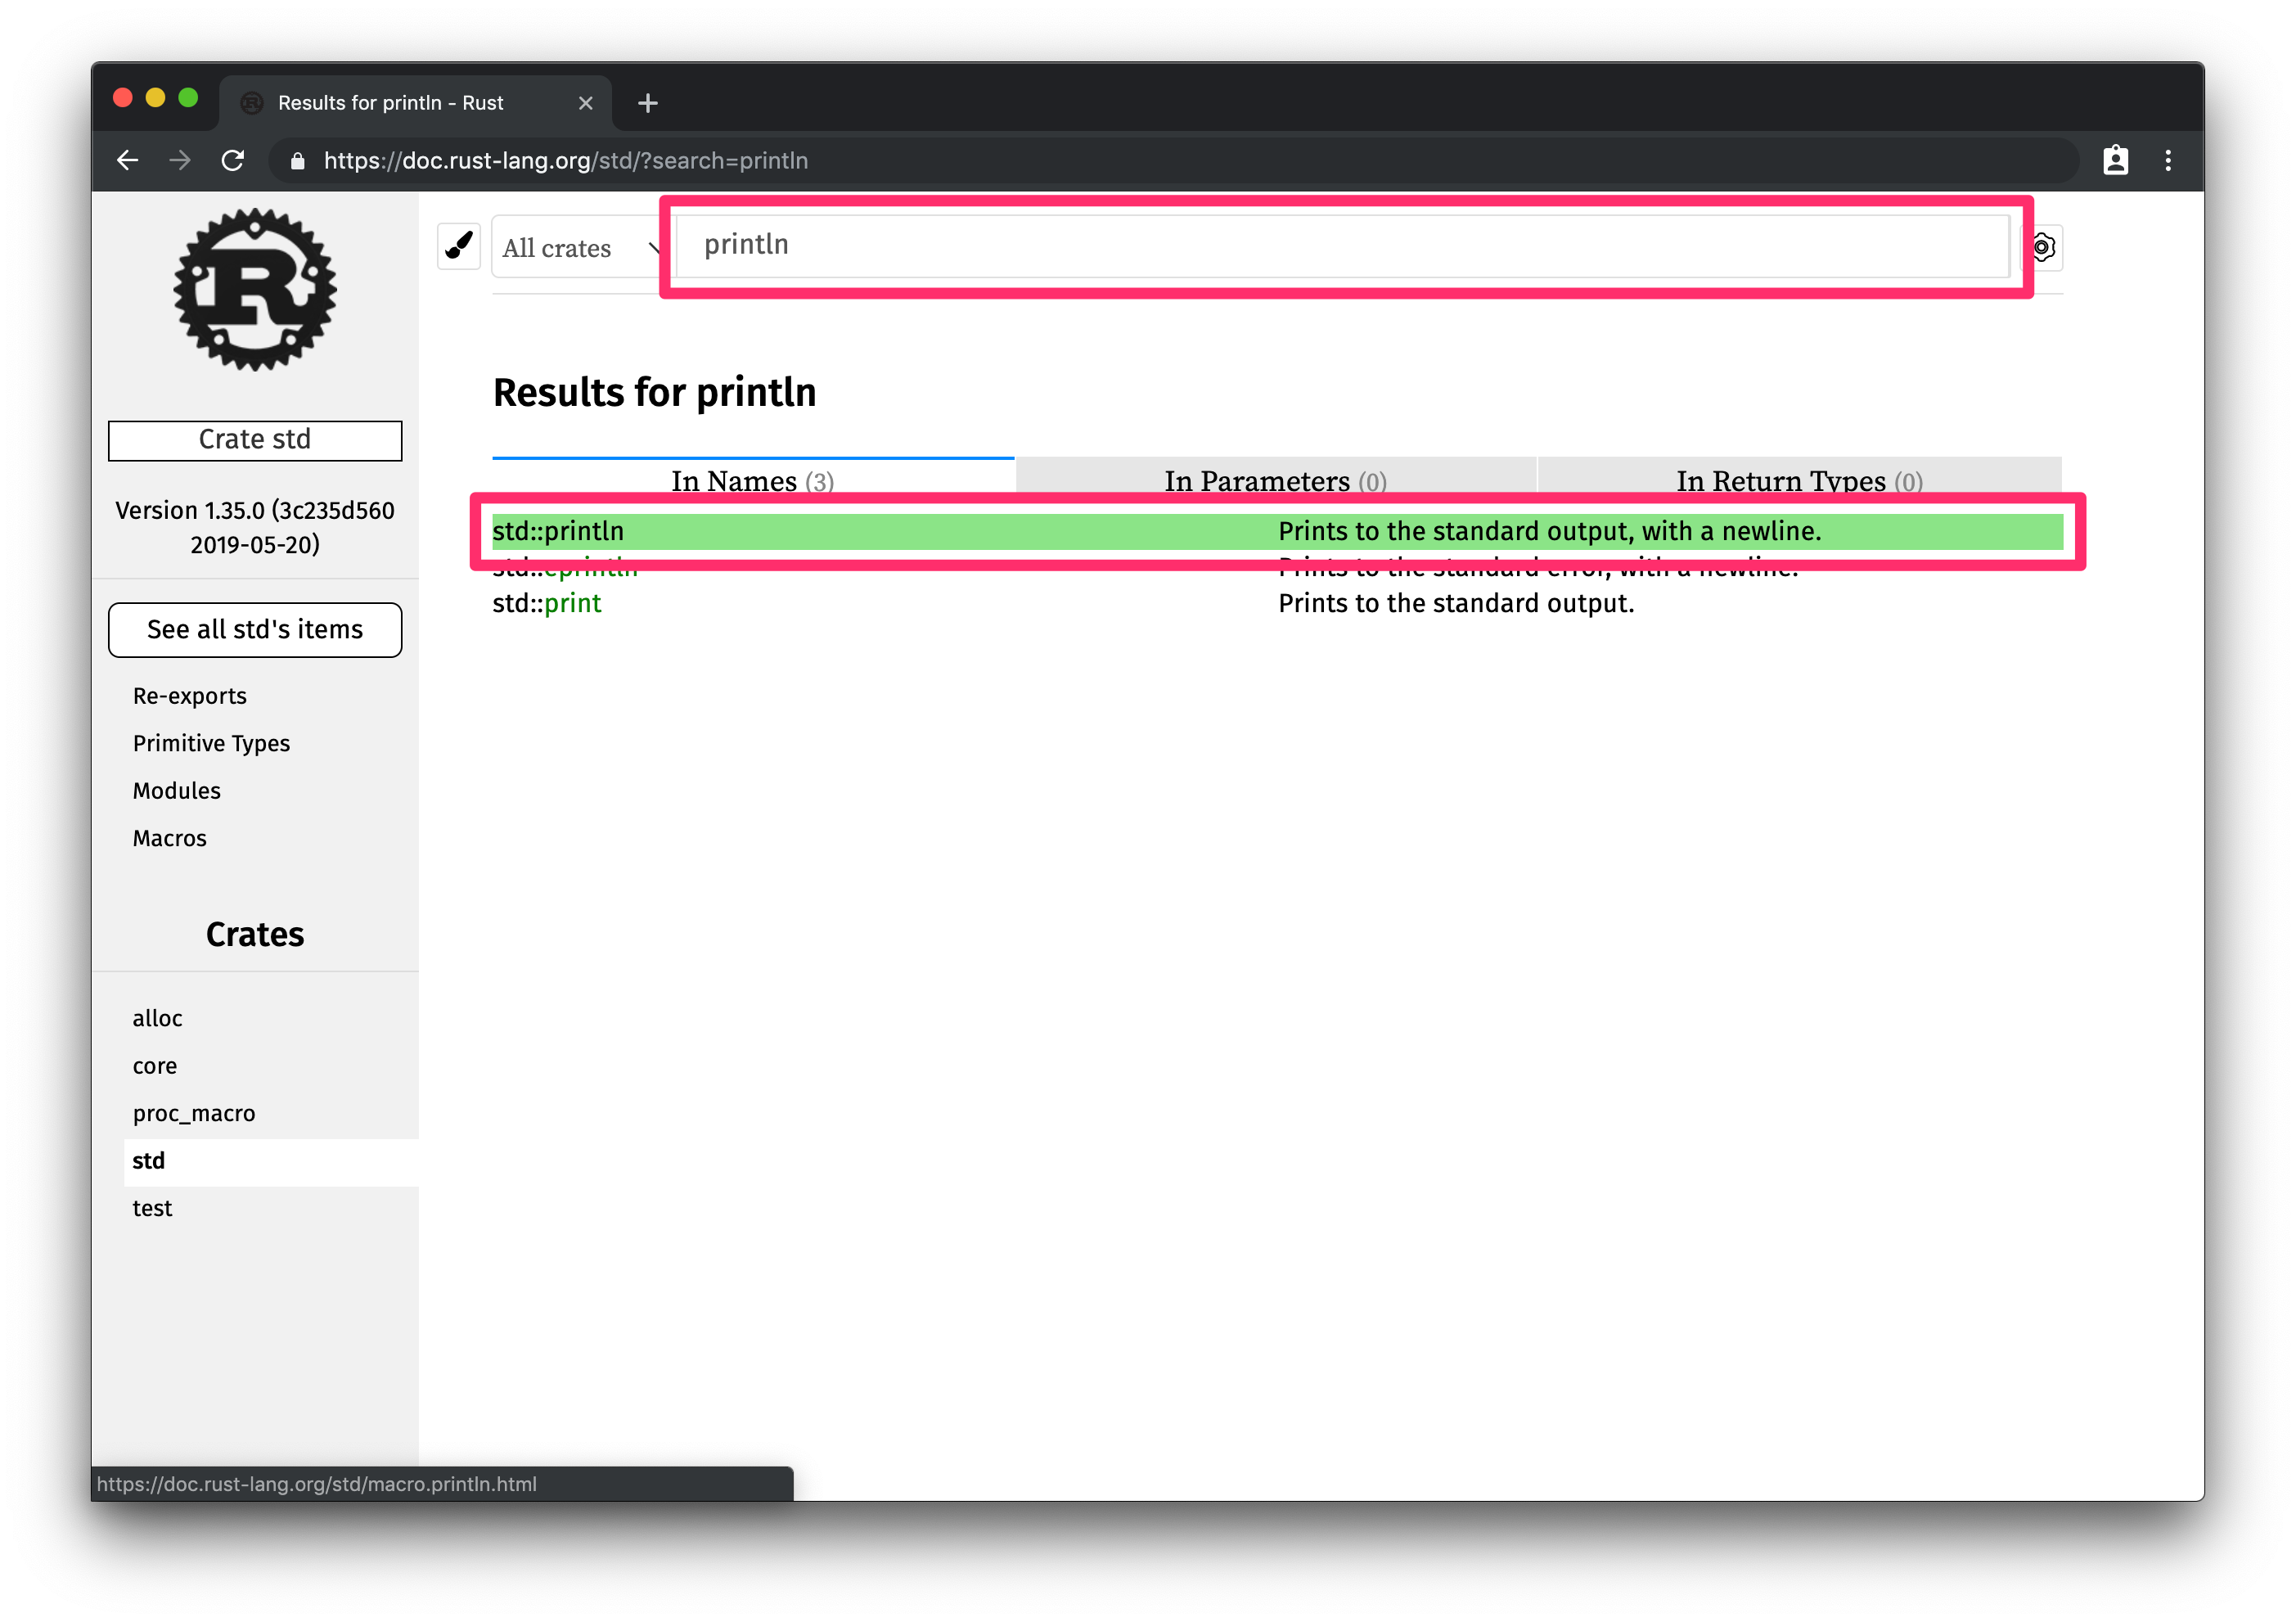 Results for println - Rust
https://doc.rust-lang.org/std/?search=println
All crates
println
R
Crate std
Version 1.35.0 (3c235d560
2019-05-20)
See all std's items
Re-exports
Primitive Types
Modules
Macros
Crates
alloc
core
proc_macro
std
test
Results for println
In Names (3)
In Parameters (0)
In Return Types (0)
std::println
Prints to the standard output, with a newline.
std::eprintln
Prints to the standard error, with a newline.
std::print
Prints to the standard output.
https://doc.rust-lang.org/std/macro.println.html